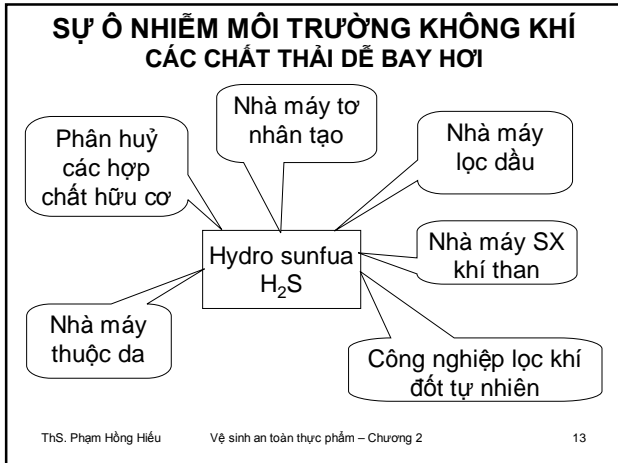 SỰ Ô NHIỄM MÔI TRƯỜNG KHÔNG KHÍ
CÁC CHẤT THẢI DỄ BAY HƠI
Phân huỷ
các hợp
chất hữu cơ
Nhà máy tơ
nhân tạo
Nhà máy
lọc dầu
Hydro sunfua
H₂S
Nhà máy SX
khí than
Nhà máy
thuộc da
Công nghiệp lọc khí
đốt tự nhiên
ThS. Phạm Hồng Hiếu Vệ sinh an toàn thực phẩm – Chương 2 13